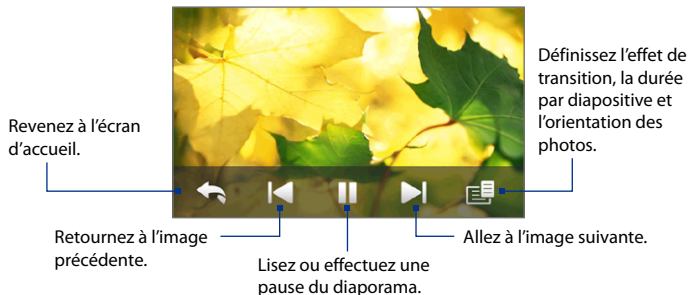 Définissez l'effet de
transition, la durée
par diapositive et
l'orientation des
photos.
Revenez à l'écran
d'accueil.
Retournez à l'image
précédente.
Lisez ou effectuez une
pause du diaporama.
Allez à l'image suivante.